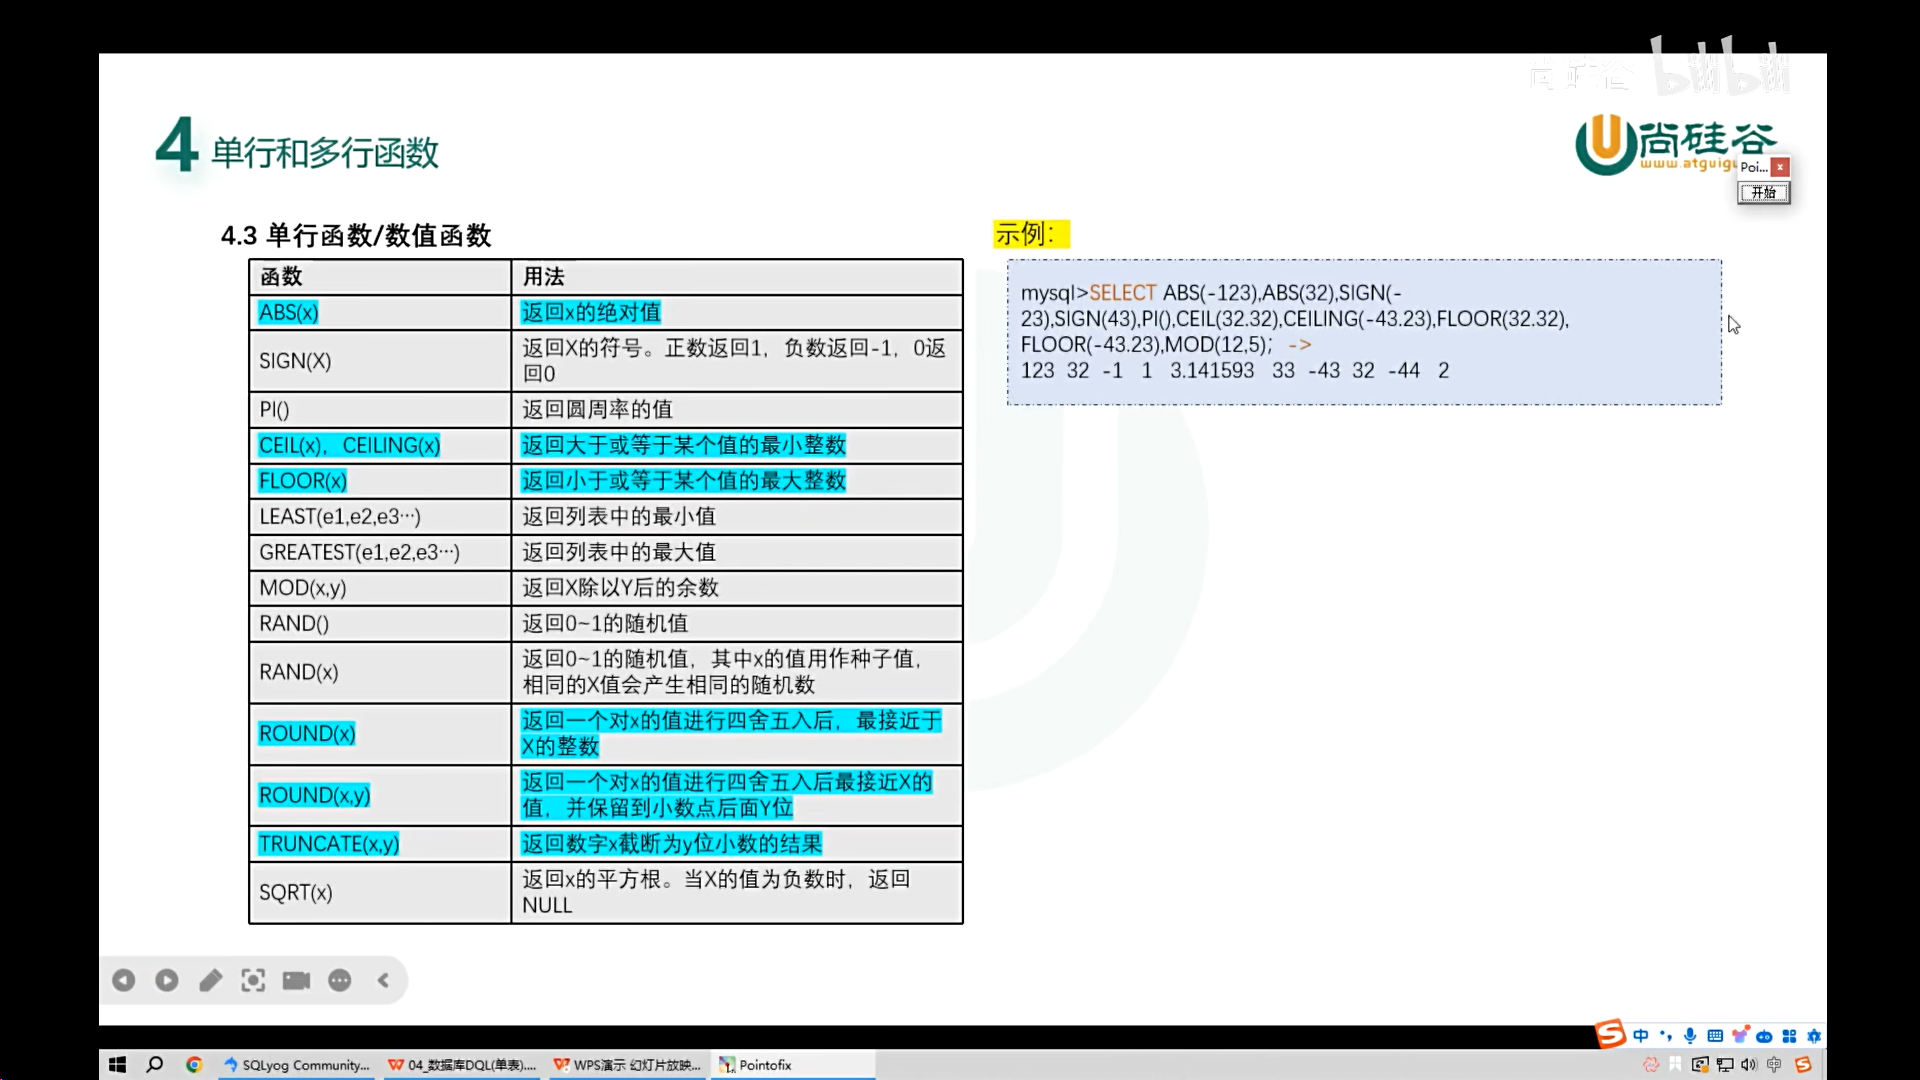 尚硅谷 bilibili
4 单行和多行函数
尚硅谷
Poi... x
开始
4.3 单行函数/数值函数
函数 用法
ABS(x) 返回x的绝对值
SIGN(X) 返回X的符号。正数返回1，负数返回-1，0返
回0
PI() 返回圆周率的值
CEIL(x)，CEILING(x) 返回大于或等于某个值的最小整数
FLOOR(x) 返回小于或等于某个值的最大整数
LEAST(e1,e2,e3…) 返回列表中的最小值
GREATEST(e1,e2,e3…) 返回列表中的最大值
MOD(x,y) 返回X除以Y后的余数
RAND() 返回0~1的随机值
RAND(x) 返回0~1的随机值，其中x的值用作种子值，
相同的X值会产生相同的随机数
ROUND(x) 返回一个对x的值进行四舍五入后，最接近于
X的整数
ROUND(x,y) 返回一个对x的值进行四舍五入后最接近X的
值，并保留到小数点后面Y位
TRUNCATE(x,y) 返回数字x截断为y位小数的结果
SQRT(x) 返回x的平方根。当X的值为负数时，返回
NULL
示例：
mysql>SELECT ABS(-123),ABS(32),SIGN(-
23),SIGN(43),PI(),CEIL(32.32),CEILING(-43.23),FLOOR(32.32),
FLOOR(-43.23),MOD(12,5); ->
123 32 -1 1 3.141593 33 -43 32 -44 2
中
SQLyog Community... 04_数据库DQL(单表).... WPS演示 幻灯片放映... Pointofix 中